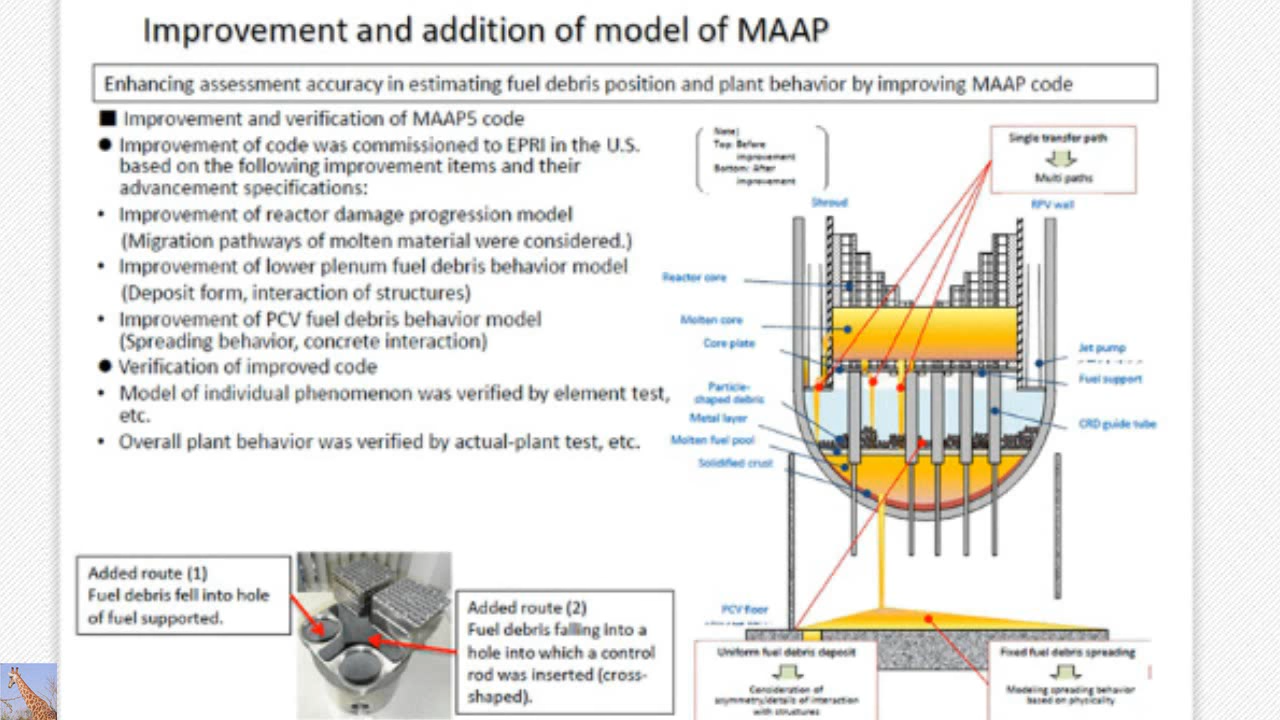 Improvement and addition of model of MAAP
Enhancing assessment accuracy in estimating fuel debris position and plant behavior by improving MAAP code
■ Improvement and verification of MAAP5 code
● Improvement of code was commissioned to EPRI in the U.S.
based on the following improvement items and their
advancement specifications:
• Improvement of reactor damage progression model
(Migration pathways of molten material were considered.)
• Improvement of lower plenum fuel debris behavior model
(Deposit form, interaction of structures)
• Improvement of PCV fuel debris behavior model
(Spreading behavior, concrete interaction)
● Verification of improved code
• Model of individual phenomenon was verified by element test,
etc.
• Overall plant behavior was verified by actual-plant test, etc.
Added route (1)
Fuel debris fell into hole
of fuel supported.
Added route (2)
Fuel debris falling into a
hole into which a control
rod was inserted (cross-
shaped).
Note)
Top: Before
improvement
Bottom: After
improvement
Single transfer path
Multi paths
Shroud
RPV wall
Reactor core
Molten core
Core plate
Jet pump
Fuel support
Particle-
shaped debris
Metal layer
CRD guide tube
Molten fuel pool
Solidified crust
PCV floor
Uniform fuel debris deposit
Consideration of
asymmetry/details of interaction
with structures
Fixed fuel debris spreading
Modeling spreading behavior
based on physicality